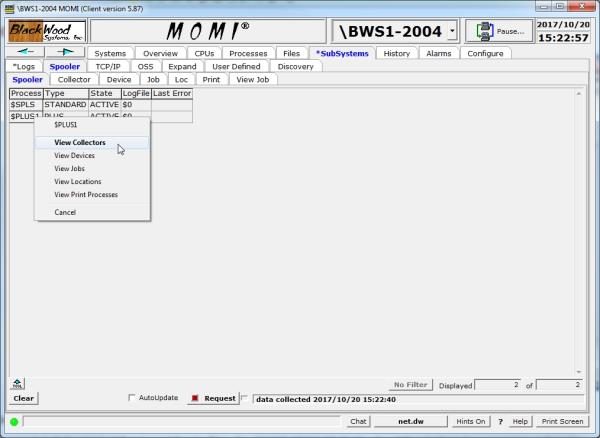 \BWS1-2004 MOMI (Client version 5.87)
BlackWood Systems, Inc.
MOMI®
\BWS1-2004
Pause...
2017/10/20
15:22:57
Systems Overview CPUs Processes Files *SubSystems History Alarms Configure
*Logs Spooler TCP/IP OSS Expand User Defined Discovery
Spooler Collector Device Job Loc Print View Job
Process Type State LogFile Last Error
$SPLS STANDARD ACTIVE $0
$PLUS1 PLUS ACTIVE $0
$PLUS1
View Collectors
View Devices
View Jobs
View Locations
View Print Processes
Cancel
TOOL
No Filter Displayed 2 of 2
Clear AutoUpdate Request data collected 2017/10/20 15:22:40
Chat net.dw Hints On ? Help Print Screen